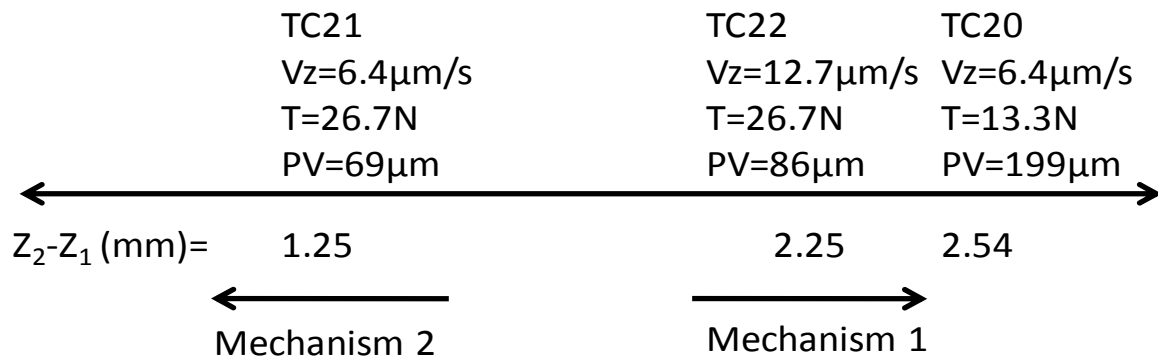 TC21
Vz=6.4µm/s
T=26.7N
PV=69µm
TC22
Vz=12.7µm/s
T=26.7N
PV=86µm
TC20
Vz=6.4µm/s
T=13.3N
PV=199µm
Z₂-Z₁ (mm)= 1.25 2.25 2.54
Mechanism 2 Mechanism 1